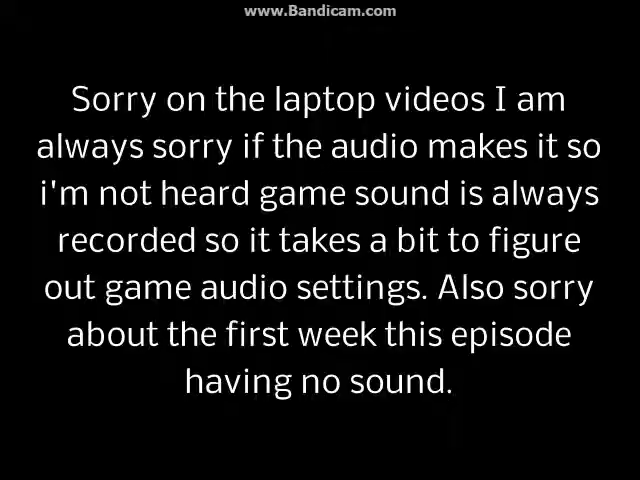 www.Bandicam.com
Sorry on the laptop videos I am
always sorry if the audio makes it so
i'm not heard game sound is always
recorded so it takes a bit to figure
out game audio settings. Also sorry
about the first week this episode
having no sound.